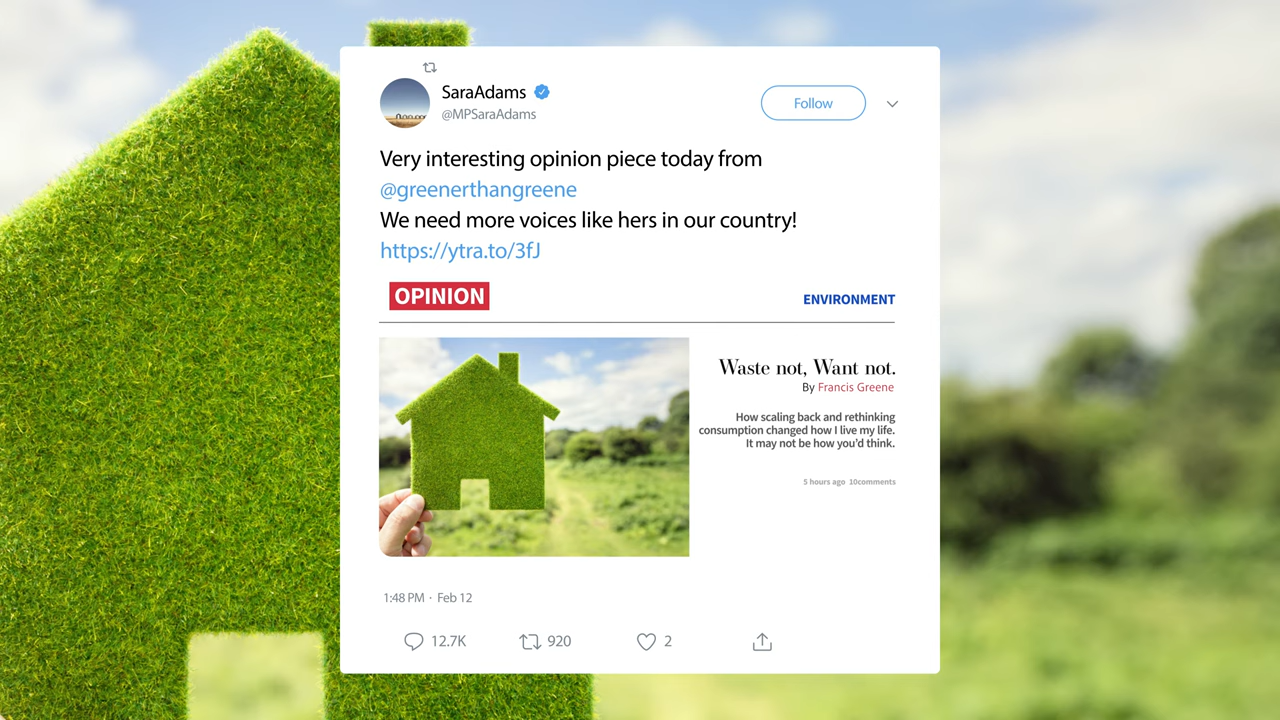 SaraAdams
@MPSaraAdams
Follow
Very interesting opinion piece today from
@greenerthangreene
We need more voices like hers in our country!
https://ytra.to/3fJ
OPINION
ENVIRONMENT
Waste not, Want not.
By Francis Greene
How scaling back and rethinking
consumption changed how I live my life.
It may not be how you’d think.
5 hours ago 10comments
1:48 PM · Feb 12
12.7K
920
2